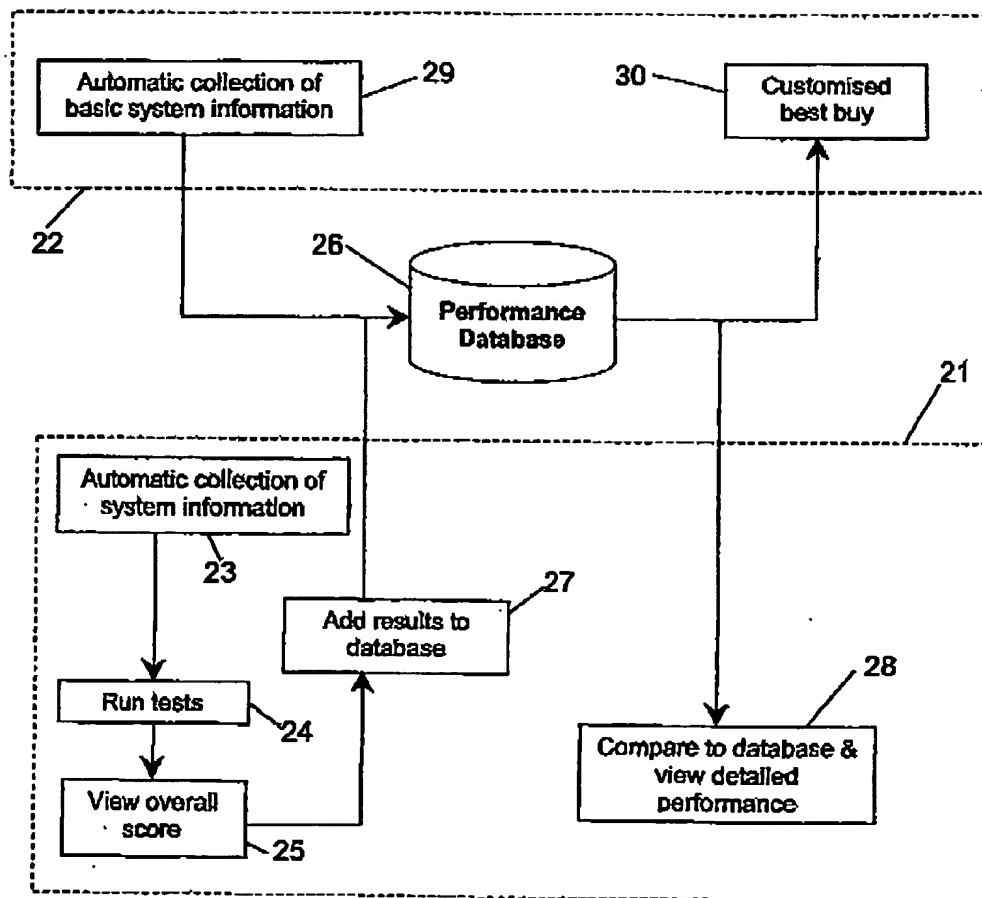 Automatic collection of
basic system information
29
30
Customised
best buy
22
26
Performance
Database
21
Automatic collection of
system information
23
27
Add results to
database
Run tests
24
28
Compare to database &
view detailed
performance
View overall
score
25